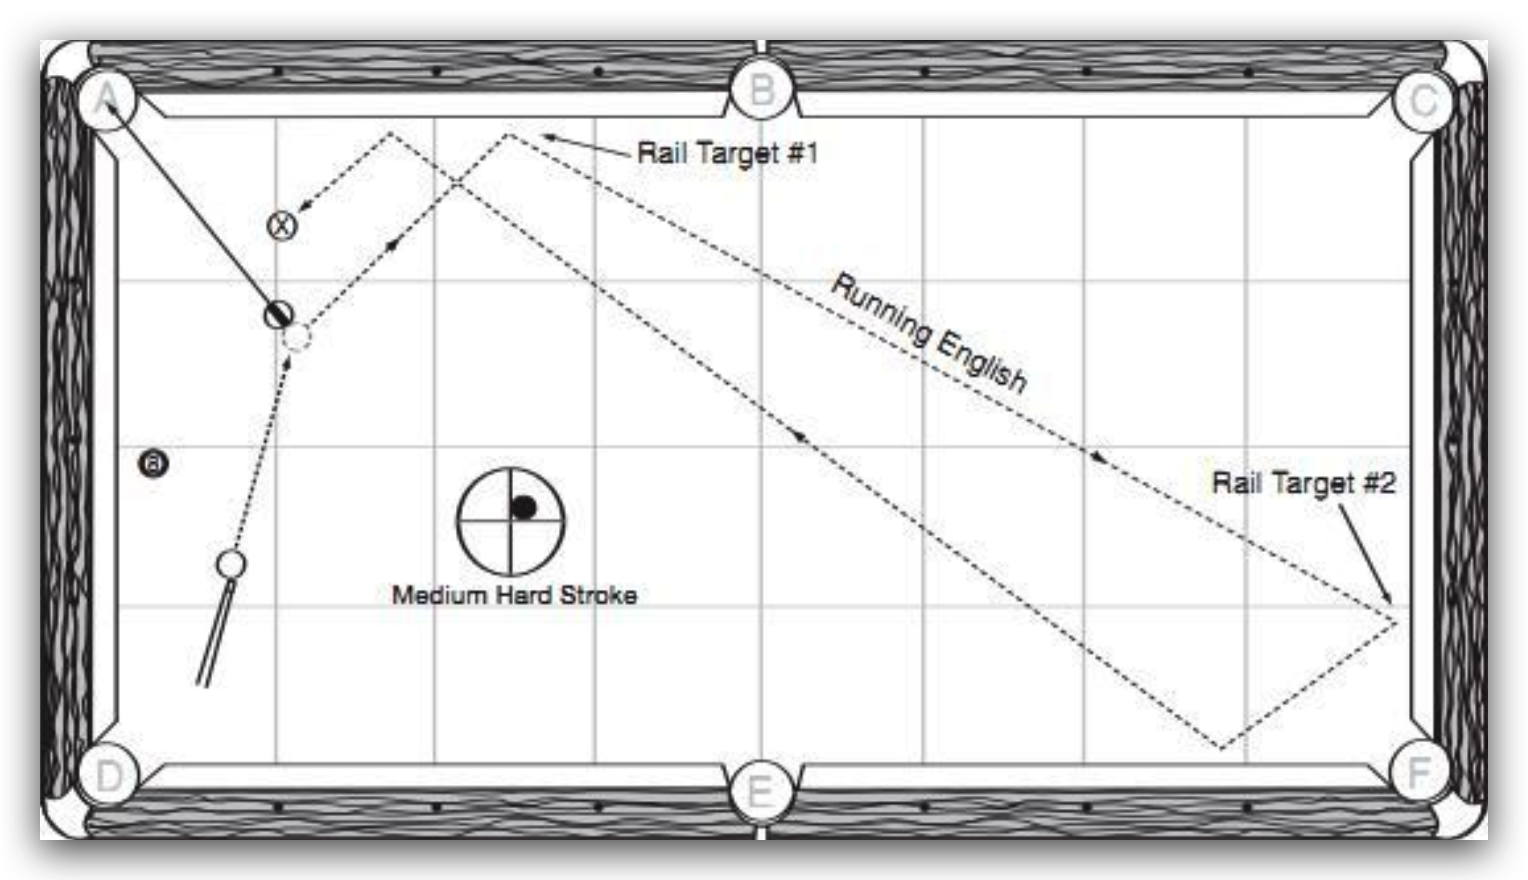 A
B
C
Rail Target #1
X
Running English
Rail Target #2
8
Medium Hard Stroke
D
E
F